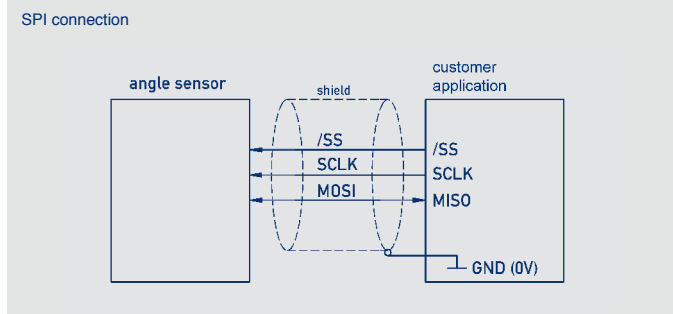 SPI connection
angle sensor
shield
customer
application
/SS
/SS
SCLK
SCLK
MOSI
MISO
GND (0V)